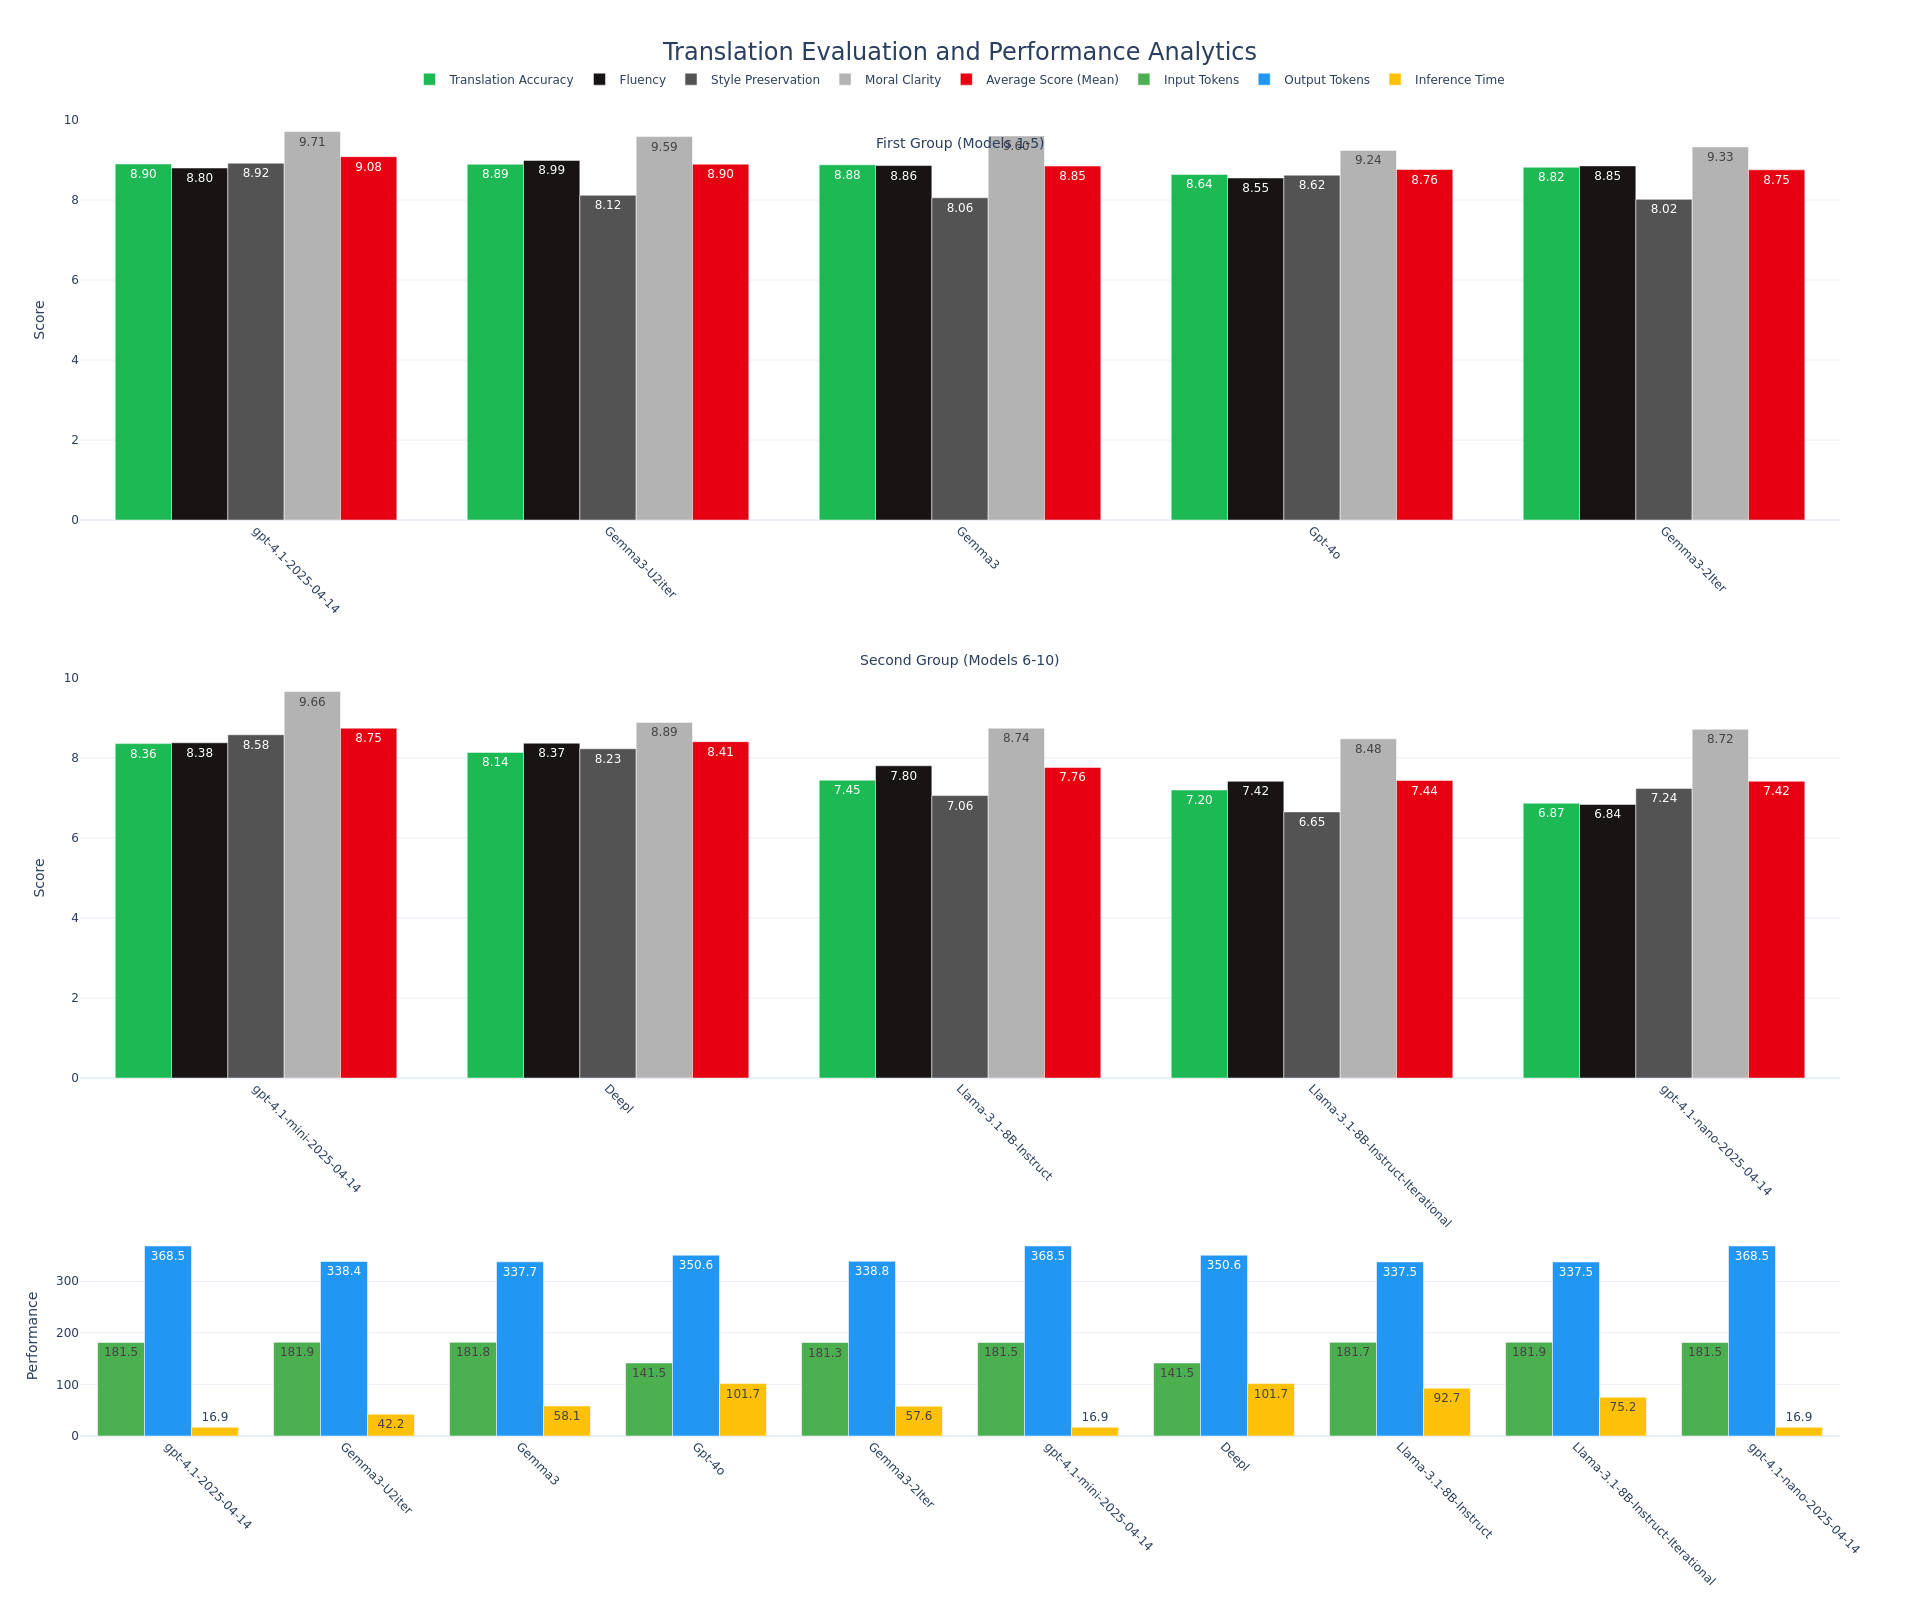 Translation Evaluation and Performance Analytics
Translation Accuracy Fluency Style Preservation Moral Clarity Average Score (Mean) Input Tokens Output Tokens Inference Time
First Group (Models 1-5)
Score
10
8
6
4
2
0
8.90 8.80 8.92 9.71 9.08
8.89 8.99 8.12 9.59 8.90
8.88 8.86 8.06 9.60 8.85
8.64 8.55 8.62 9.24 8.76
8.82 8.85 8.02 9.33 8.75
gpt-4.1-2025-04-14
Gemma3-U2iter
Gemma3
Gpt-4o
Gemma3-2Iter
Second Group (Models 6-10)
Score
10
8
6
4
2
0
8.36 8.38 8.58 9.66 8.75
8.14 8.37 8.23 8.89 8.41
7.45 7.80 7.06 8.74 7.76
7.20 7.42 6.65 8.48 7.44
6.87 6.84 7.24 8.72 7.42
gpt-4.1-mini-2025-04-14
Deepl
Llama-3.1-8B-Instruct
Llama-3.1-8B-Instruct-Iterational
gpt-4.1-nano-2025-04-14
Performance
300
200
100
0
181.5 368.5 16.9
181.9 338.4 42.2
181.8 337.7 58.1
141.5 350.6 101.7
181.3 338.8 57.6
181.5 368.5 16.9
141.5 350.6 101.7
181.7 337.5 92.7
181.9 337.5 75.2
181.5 368.5 16.9
gpt-4.1-2025-04-14
Gemma3-U2iter
Gemma3
Gpt-4o
Gemma3-2Iter
gpt-4.1-mini-2025-04-14
Deepl
Llama-3.1-8B-Instruct
Llama-3.1-8B-Instruct-Iterational
gpt-4.1-nano-2025-04-14